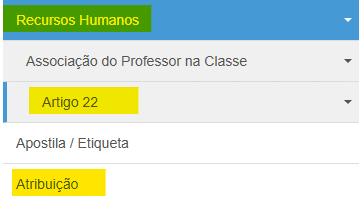 Recursos Humanos
Associação do Professor na Classe
Artigo 22
Apostila / Etiqueta
Atribuição